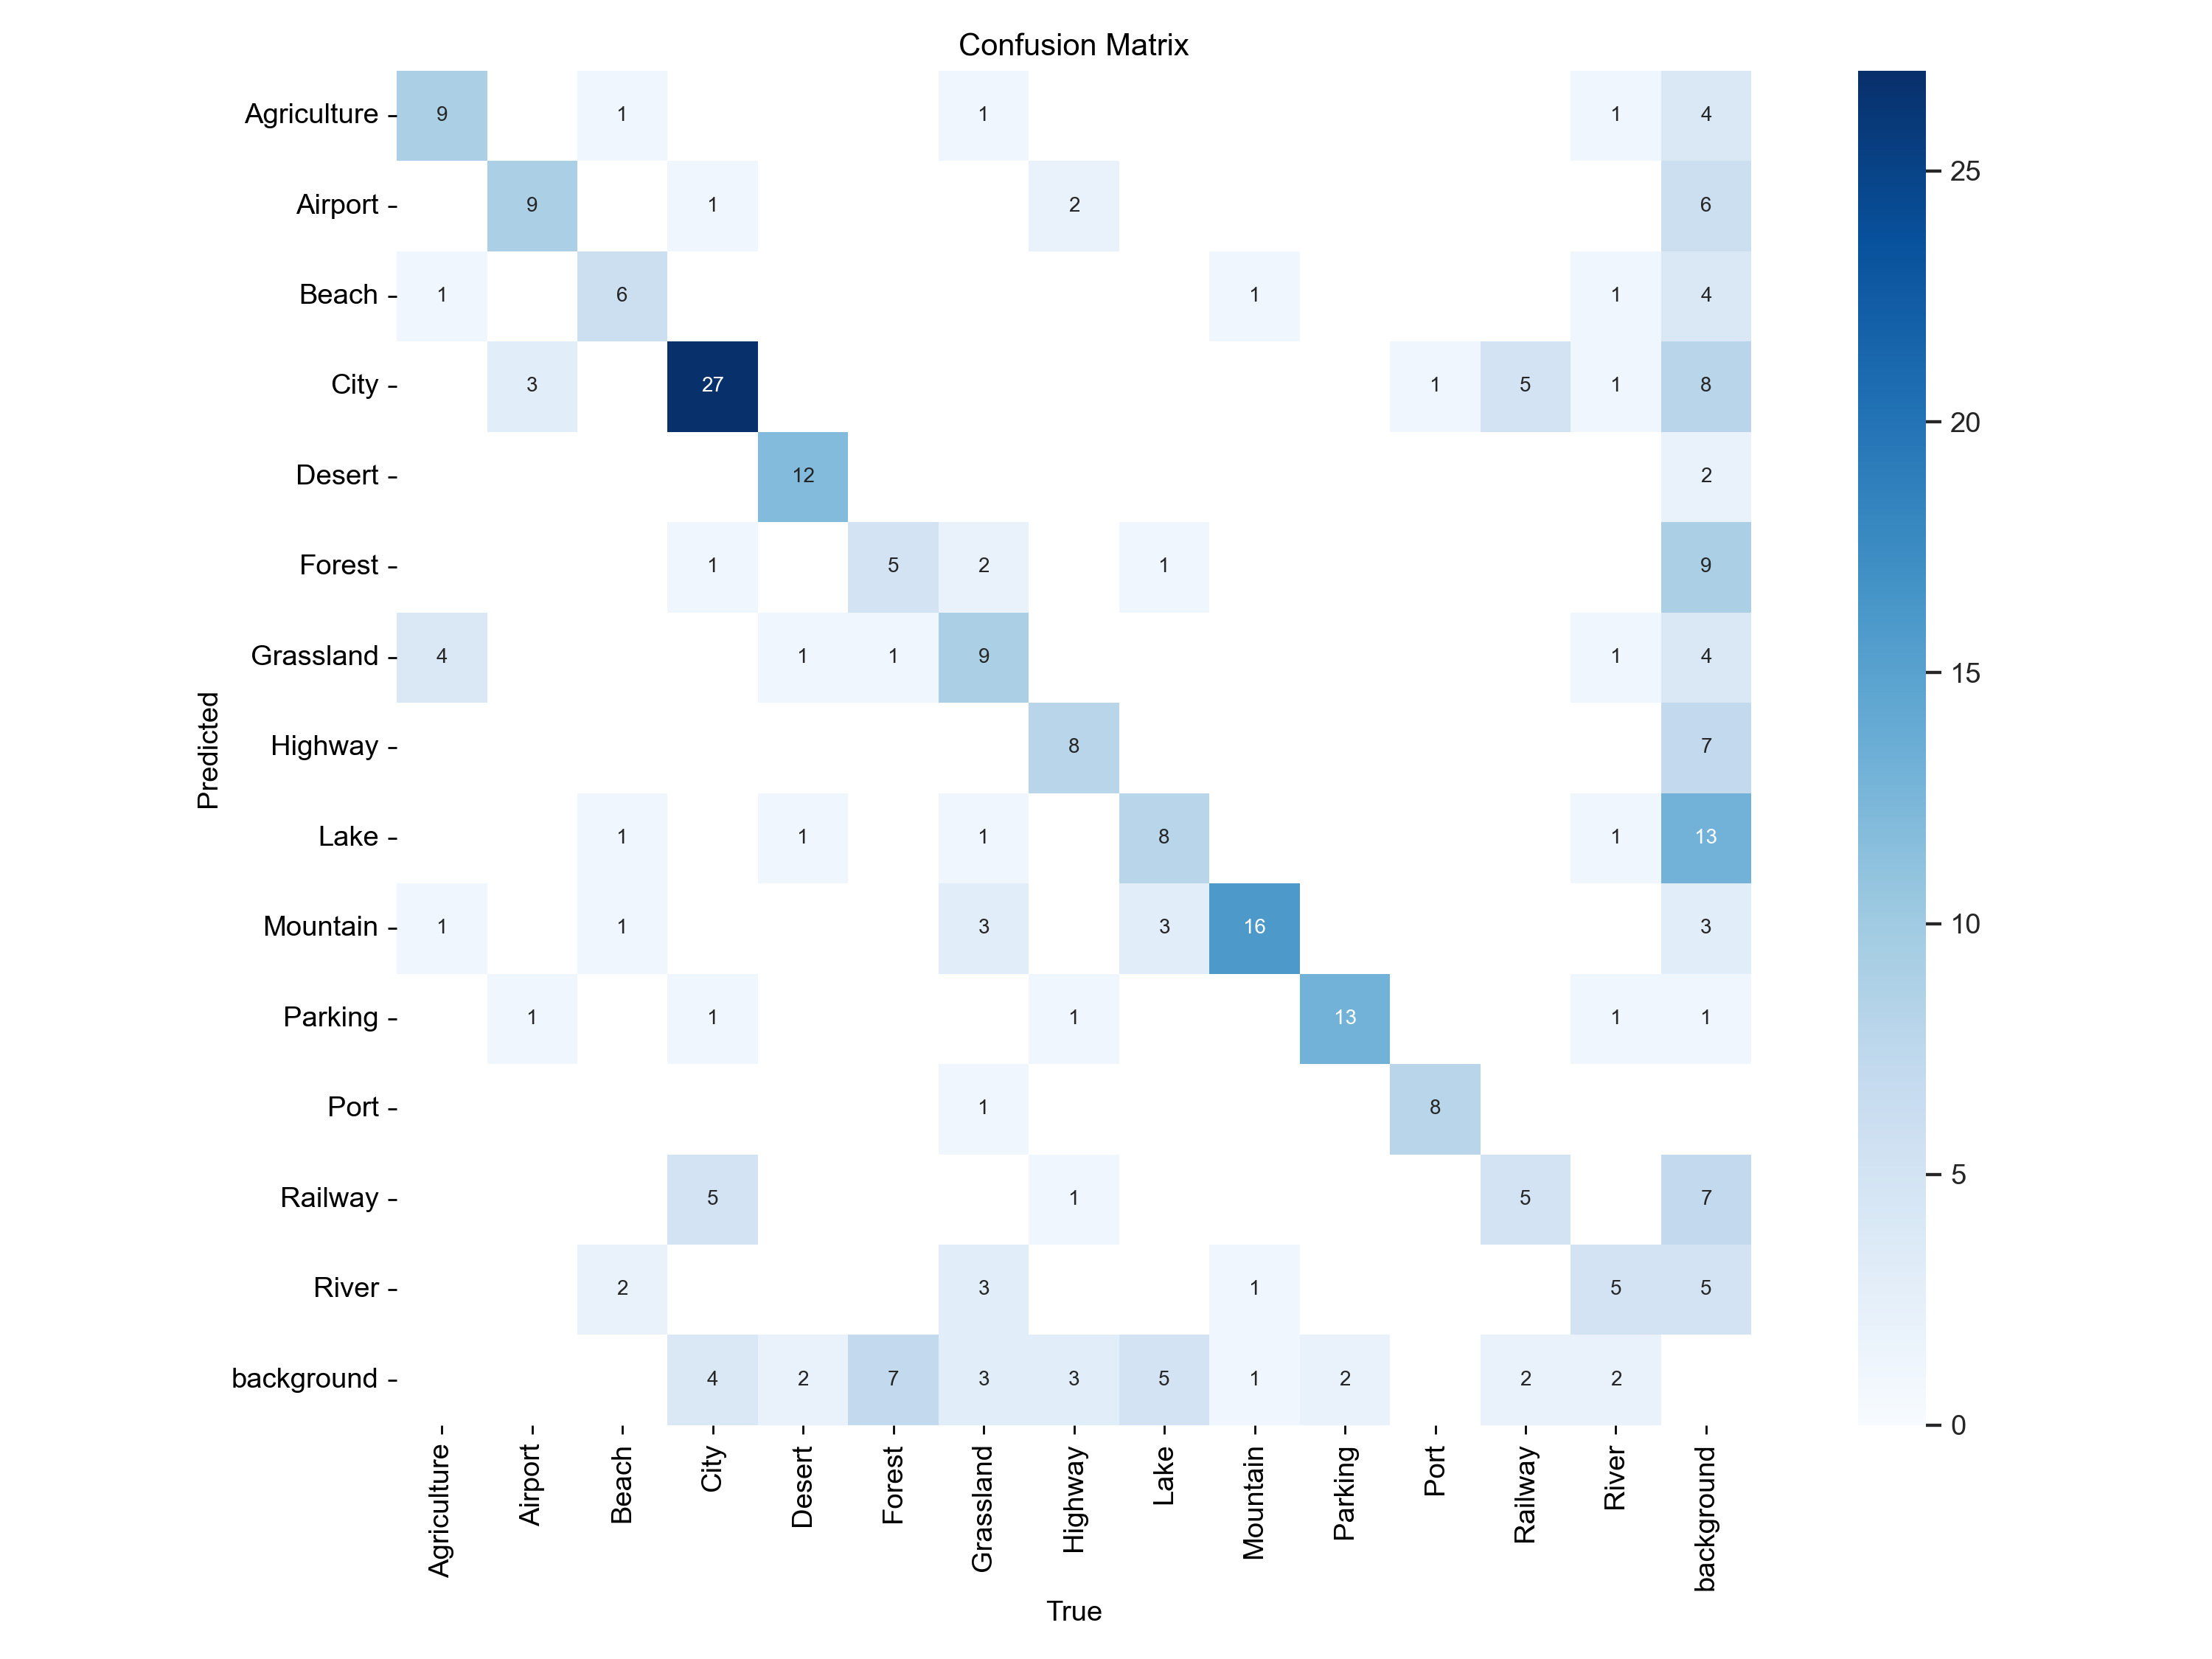 Confusion Matrix
Agriculture 9 1 1 1 4
Airport 9 1 2 6
Beach 1 6 1 1 4
City 3 27 1 5 1 8
Desert 12 2
Forest 1 5 2 1 9
Grassland 4 1 1 9 1 4
Highway 8 7
Lake 1 1 1 8 1 13
Mountain 1 1 3 3 16 3
Parking 1 1 1 13 1 1
Port 1 8
Railway 5 1 5 7
River 2 3 1 5 5
background 4 2 7 3 3 5 1 2 2 2
Predicted
Agriculture Airport Beach City Desert Forest Grassland Highway Lake Mountain Parking Port Railway River background
True
25
20
15
10
5
0